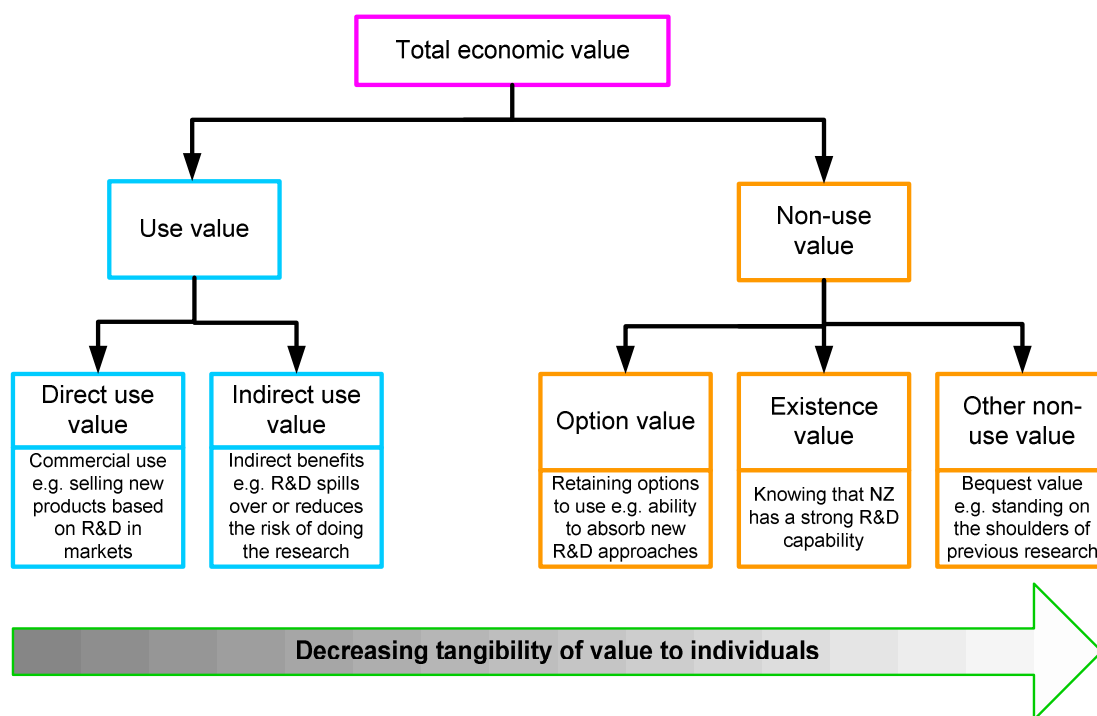 Total economic value
Use value
Non-use
value
Direct use
value
Commercial use
e.g. selling new
products based
on R&D in
markets
Indirect use
value
Indirect benefits
e.g. R&D spills
over or reduces
the risk of doing
the research
Option value
Retaining options
to use e.g. ability
to absorb new
R&D approaches
Existence
value
Knowing that NZ
has a strong R&D
capability
Other non-
use value
Bequest value
e.g. standing on
the shoulders of
previous research
Decreasing tangibility of value to individuals